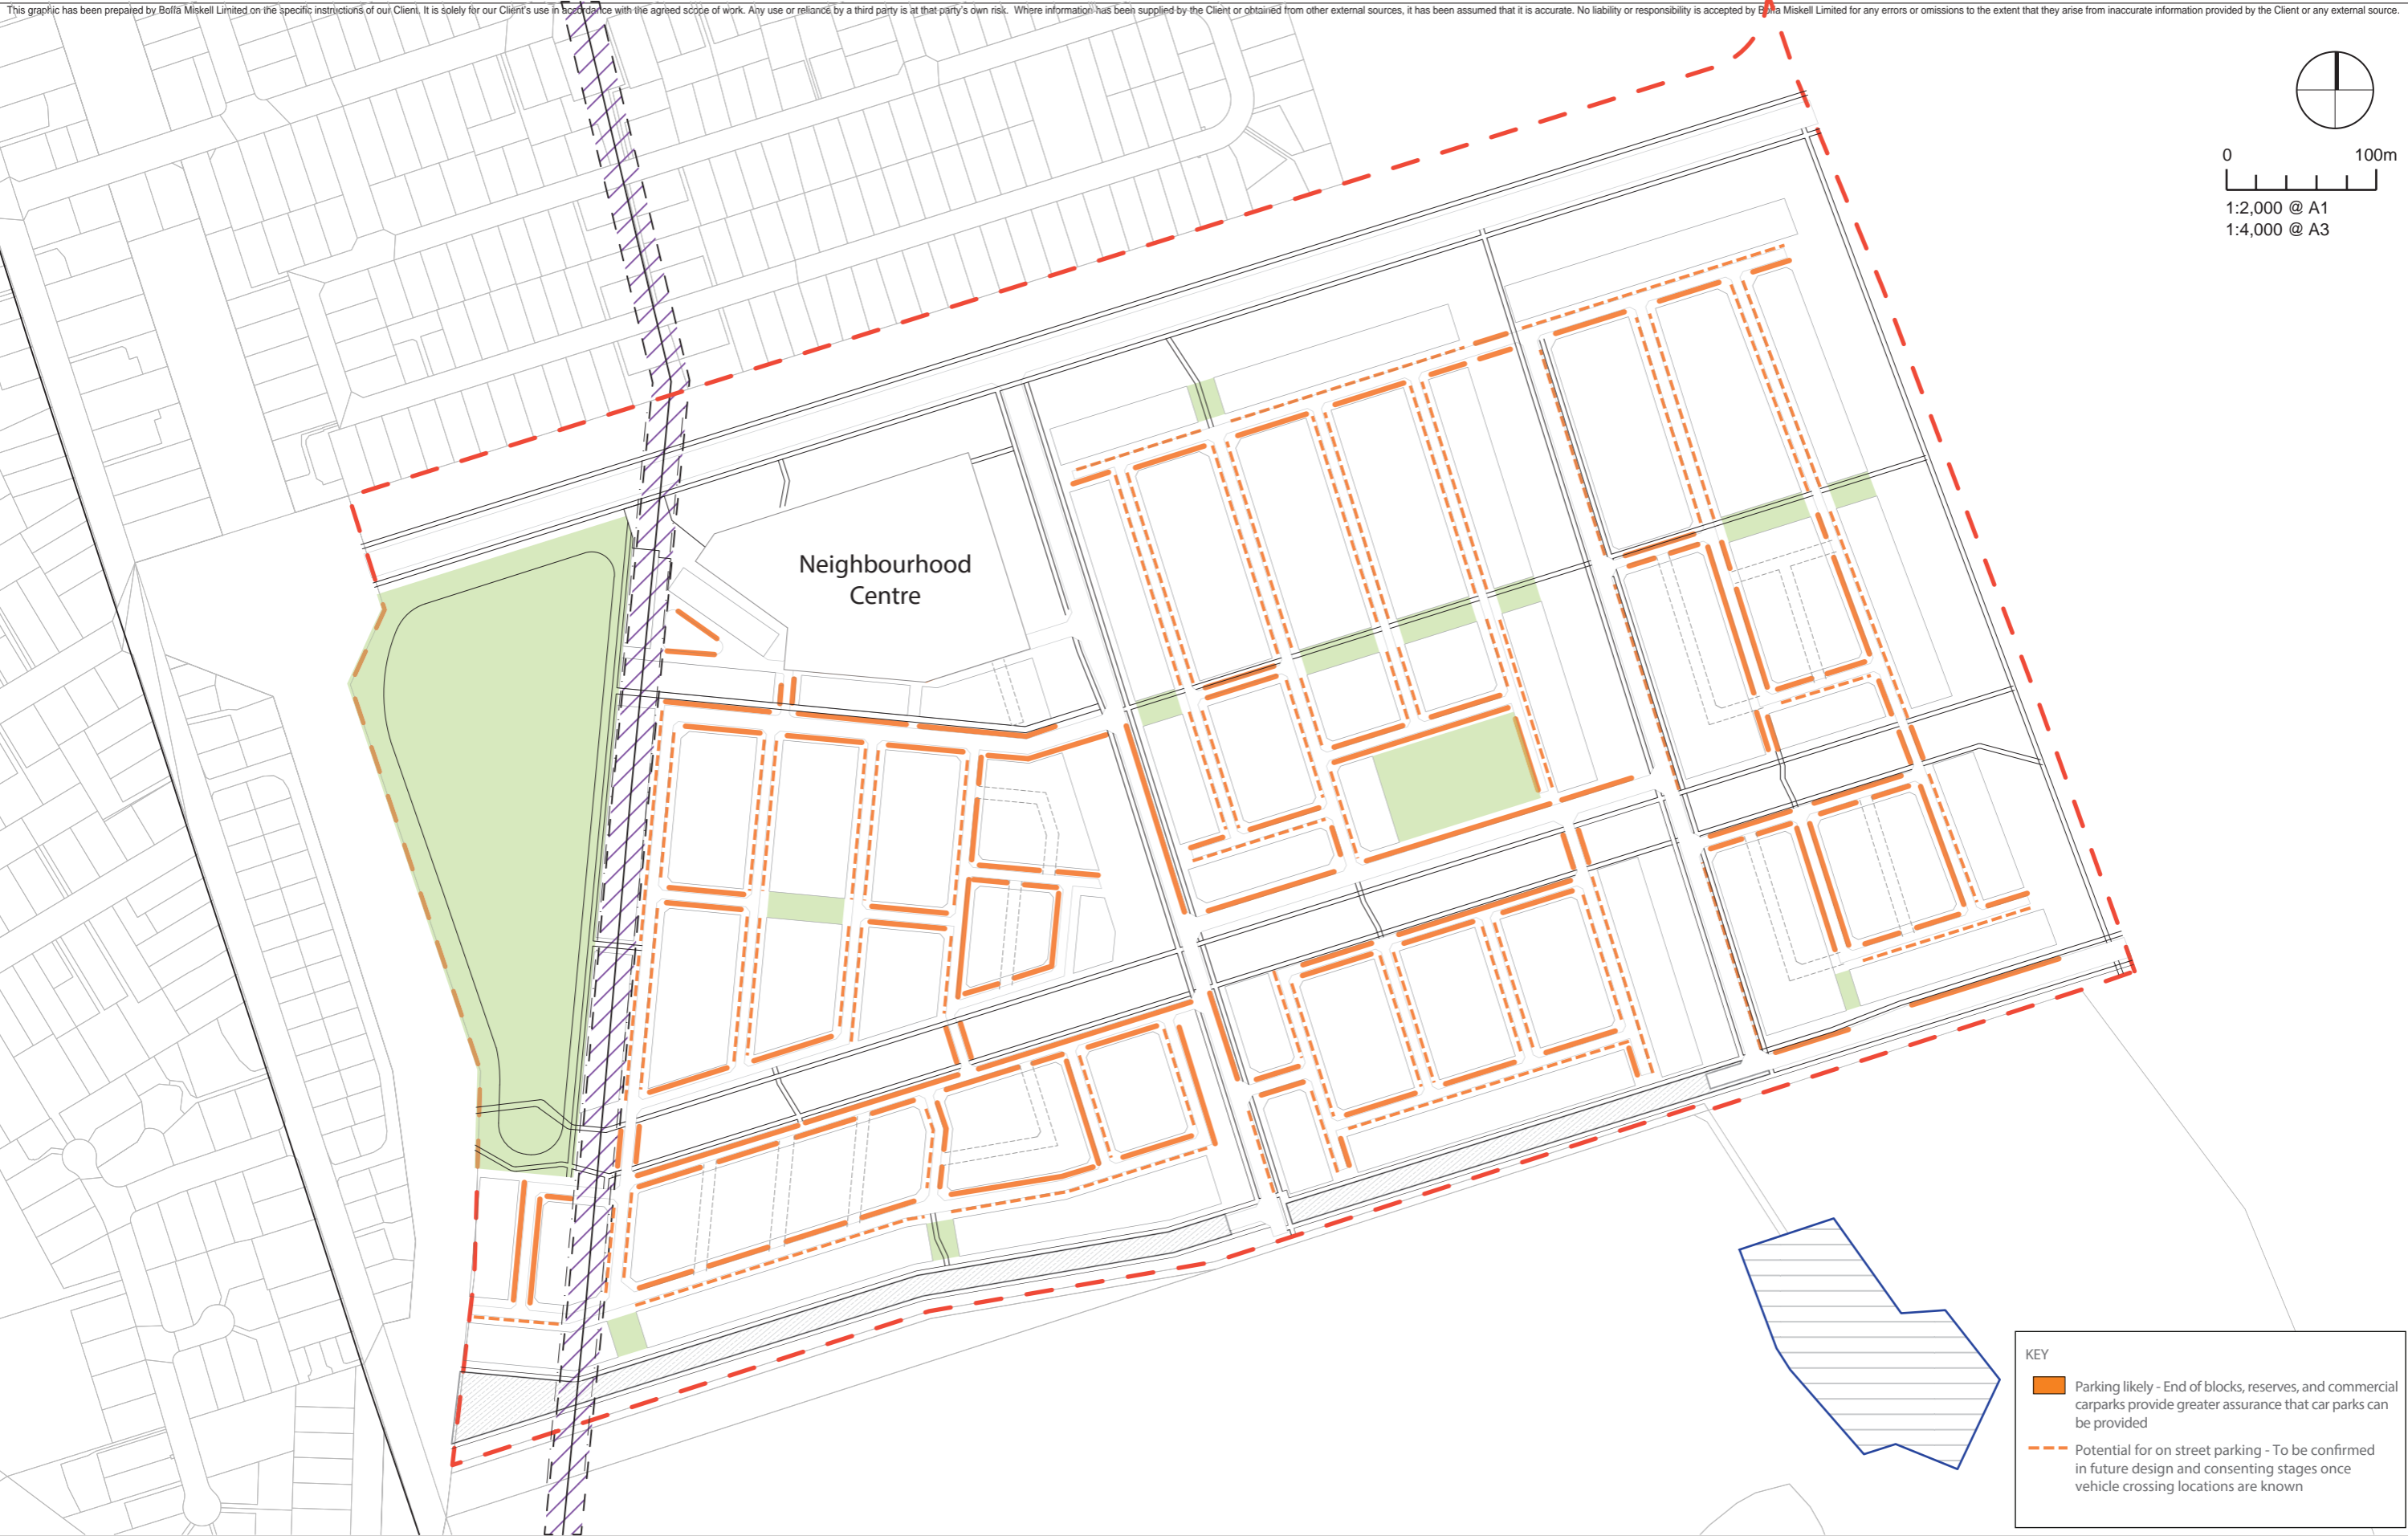 This graphic has been prepared by Boffa Miskell Limited on the specific instructions of our Client. It is solely for our Client's use in accordance with the agreed scope of work. Any use or reliance by a third party is at that party's own risk. Where information has been supplied by the Client or obtained from other external sources, it has been assumed that it is accurate. No liability or responsibility is accepted by Boffa Miskell Limited for any errors or omissions to the extent that they arise from inaccurate information provided by the Client or any external source.
0 100m
1:2,000 @ A1
1:4,000 @ A3
Neighbourhood
Centre
KEY
Parking likely - End of blocks, reserves, and commercial
carparks provide greater assurance that car parks can
be provided
Potential for on street parking - To be confirmed
in future design and consenting stages once
vehicle crossing locations are known